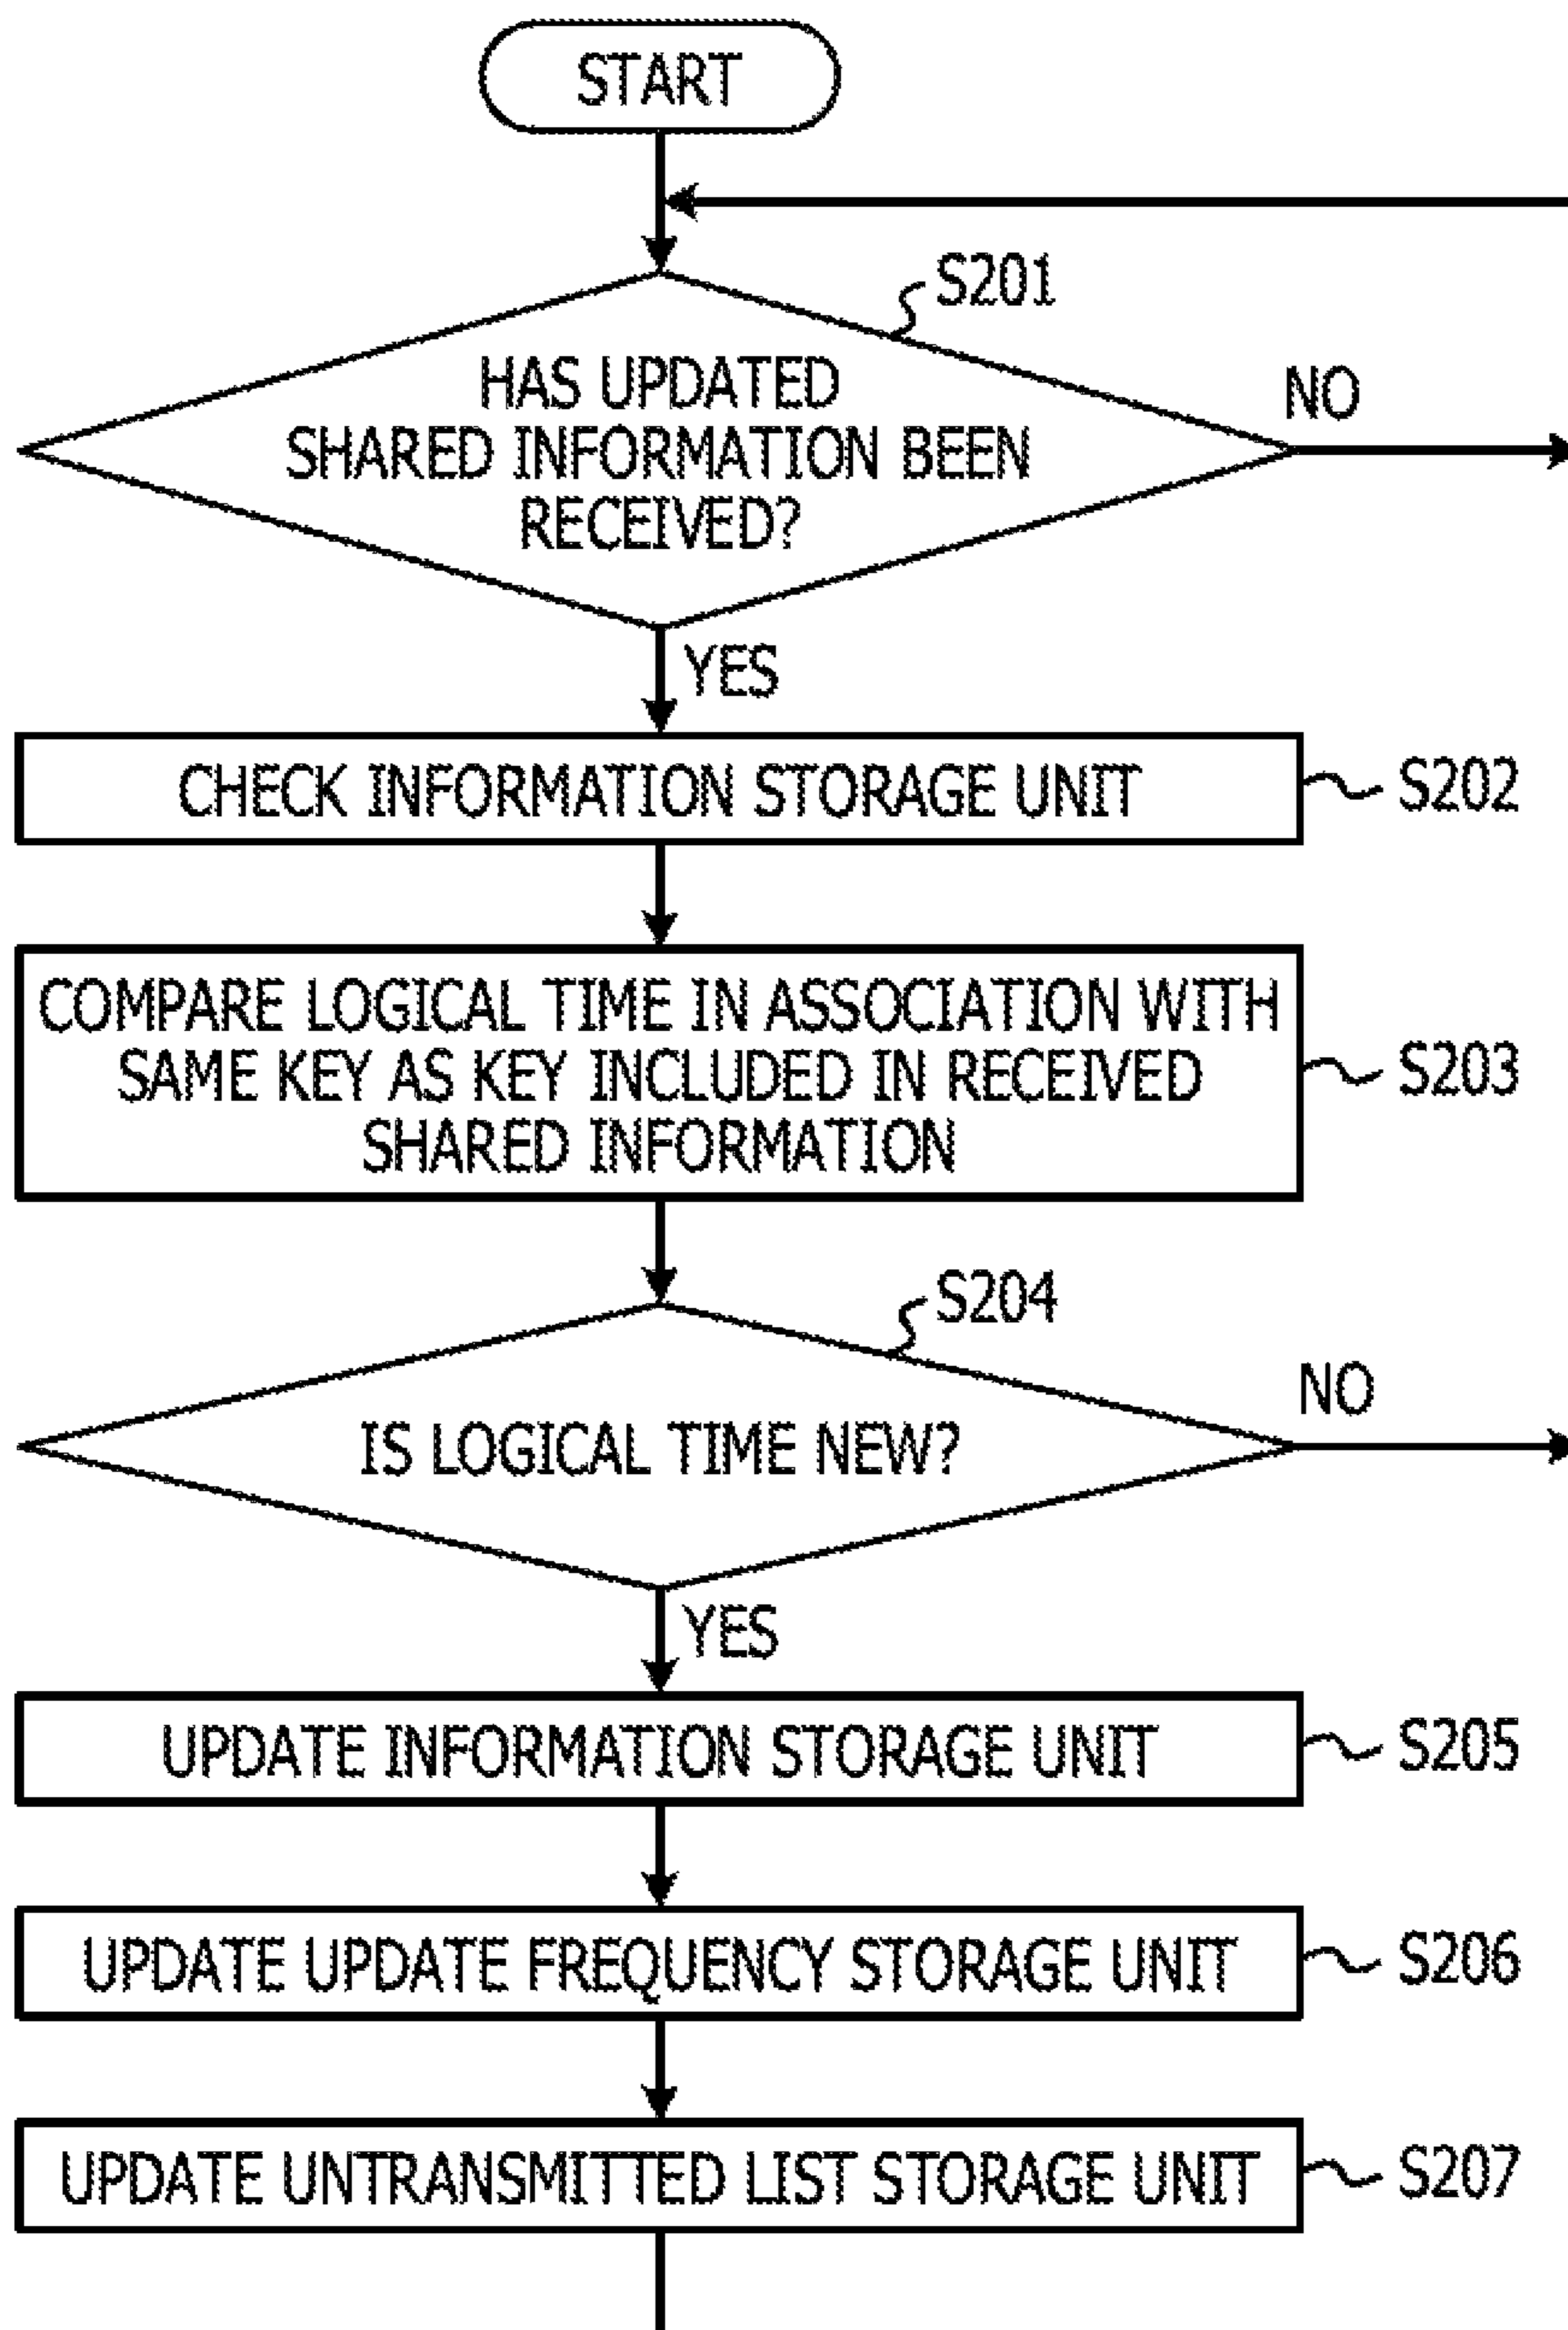 START
S201
HAS UPDATED
SHARED INFORMATION BEEN
RECEIVED?
NO
YES
CHECK INFORMATION STORAGE UNIT
S202
COMPARE LOGICAL TIME IN ASSOCIATION WITH
SAME KEY AS KEY INCLUDED IN RECEIVED
SHARED INFORMATION
S203
S204
IS LOGICAL TIME NEW?
NO
YES
UPDATE INFORMATION STORAGE UNIT
S205
UPDATE UPDATE FREQUENCY STORAGE UNIT
S206
UPDATE UNTRANSMITTED LIST STORAGE UNIT
S207